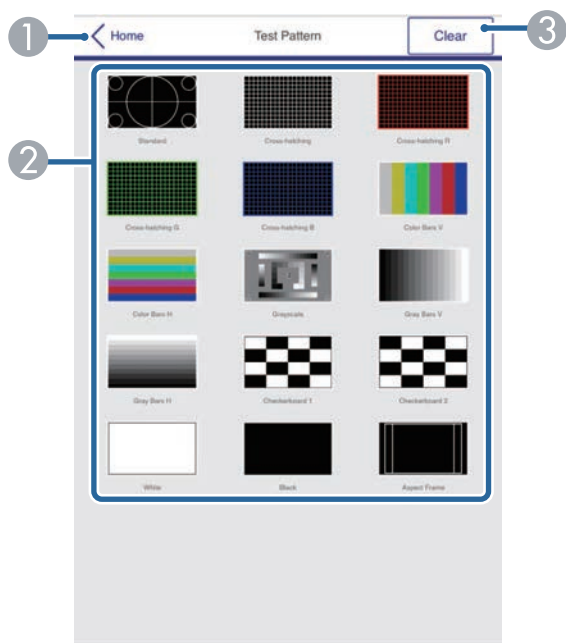 1
Home
Test Pattern
Clear
3
2
Standard
Cross-hatching
Cross-hatching R
Cross-hatching G
Cross-hatching B
Color Bars V
Color Bars H
Grayscale
Gray Bars V
Gray Bars H
Checkerboard 1
Checkerboard 2
White
Black
Aspect Frame